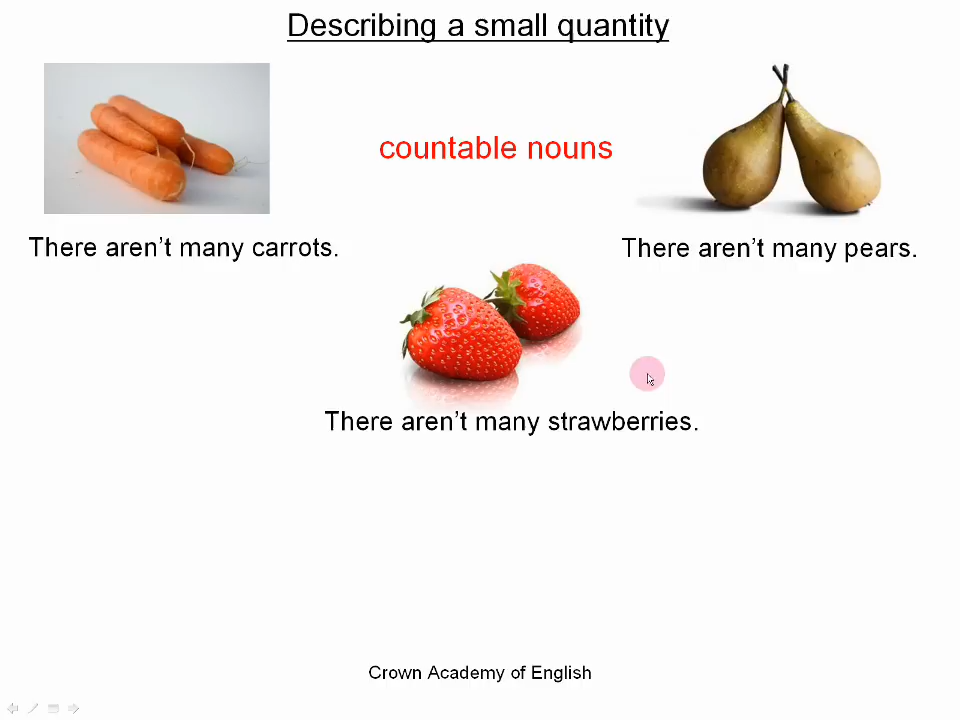 Describing a small quantity
countable nouns
There aren’t many carrots.
There aren’t many pears.
There aren’t many strawberries.
Crown Academy of English